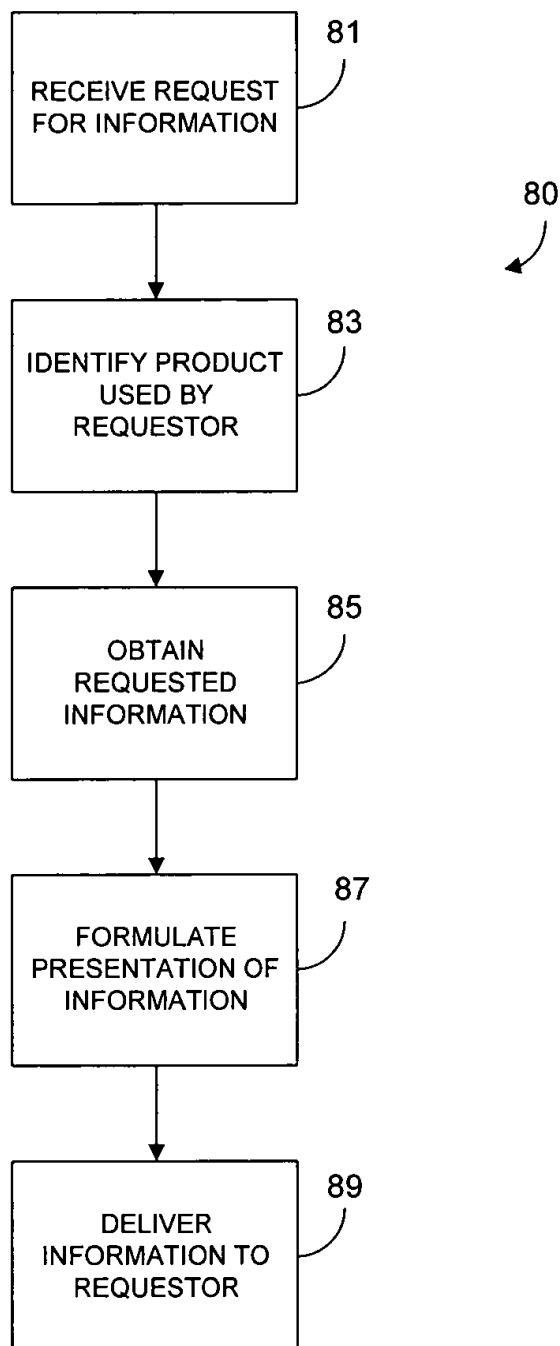 81
RECEIVE REQUEST
FOR INFORMATION
80
83
IDENTIFY PRODUCT
USED BY
REQUESTOR
85
OBTAIN
REQUESTED
INFORMATION
87
FORMULATE
PRESENTATION OF
INFORMATION
89
DELIVER
INFORMATION TO
REQUESTOR